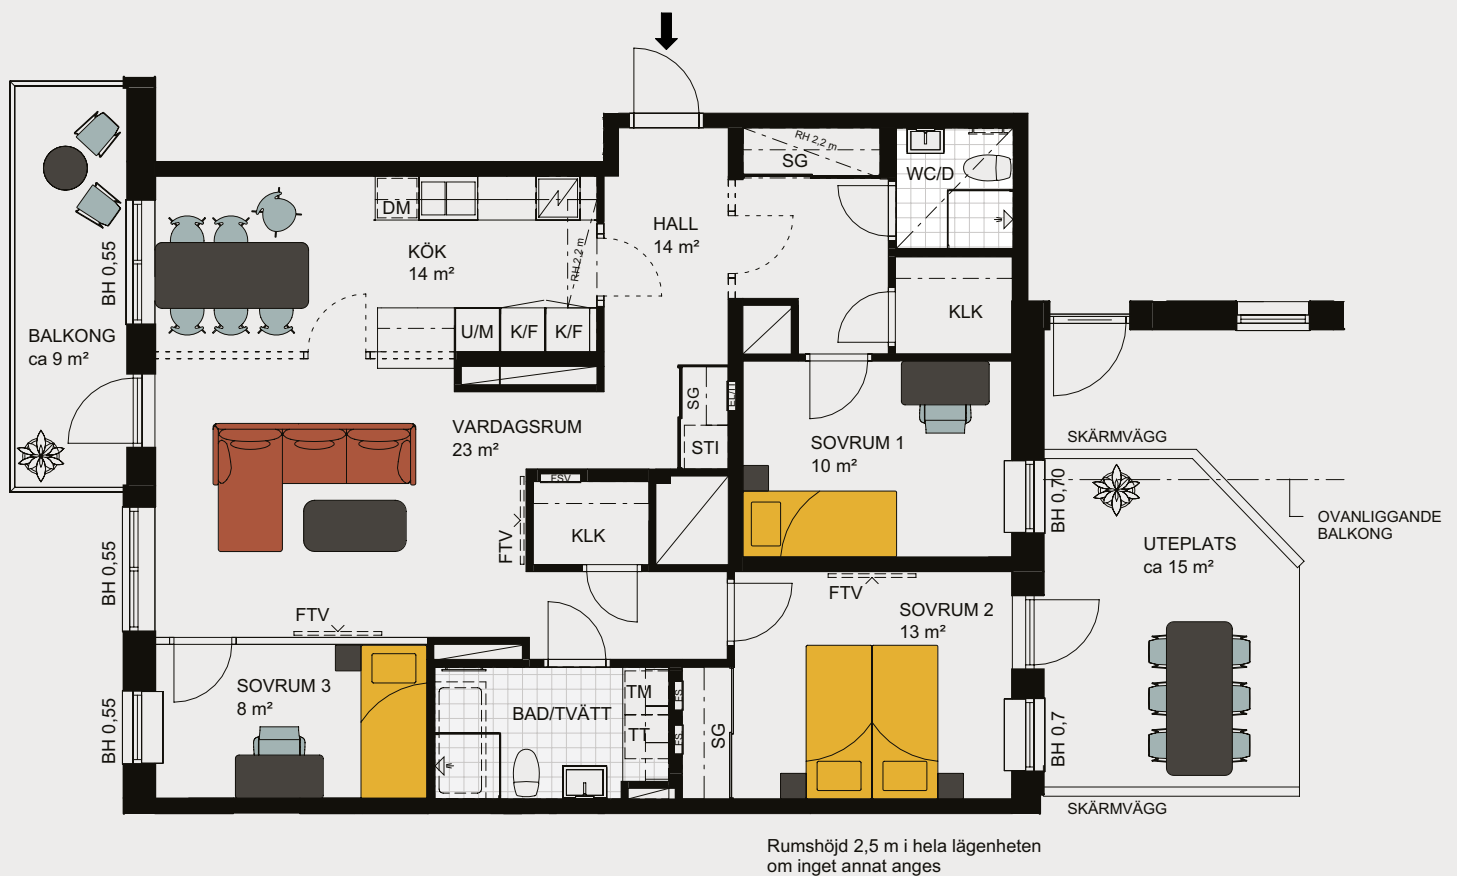 RH 2,2 m
SG
WC/D
DM
HALL
14 m²
KÖK
14 m²
RH 2,2 m
BH 0,55
KLK
BALKONG
ca 9 m²
U/M
K/F
K/F
SG
STI
VARDAGSRUM
23 m²
SOVRUM 1
10 m²
SKÄRMVÄGG
BH 0,70
OVANLIGGANDE
BALKONG
FSV
KLK
FTV
UTEPLATS
ca 15 m²
BH 0,55
FTV
FTV
SOVRUM 2
13 m²
SOVRUM 3
8 m²
BH 0,55
BAD/TVÄTT
TM
TT
FS
FS
SG
BH 0,7
SKÄRMVÄGG
Rumshöjd 2,5 m i hela lägenheten
om inget annat anges